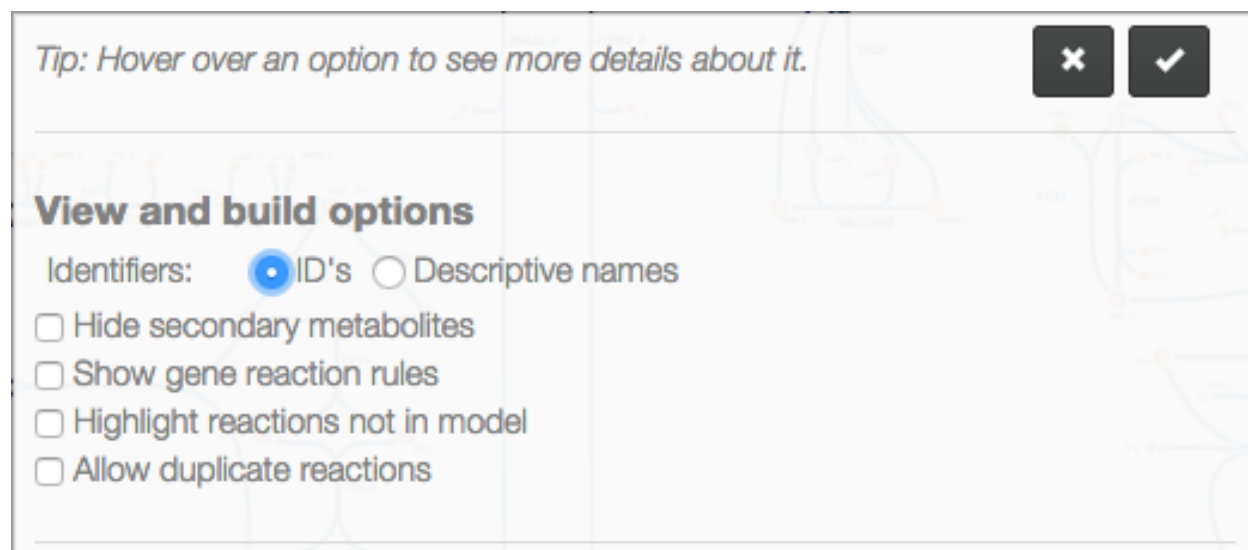 Tip: Hover over an option to see more details about it.
View and build options
Identifiers: ID's Descriptive names
Hide secondary metabolites
Show gene reaction rules
Highlight reactions not in model
Allow duplicate reactions